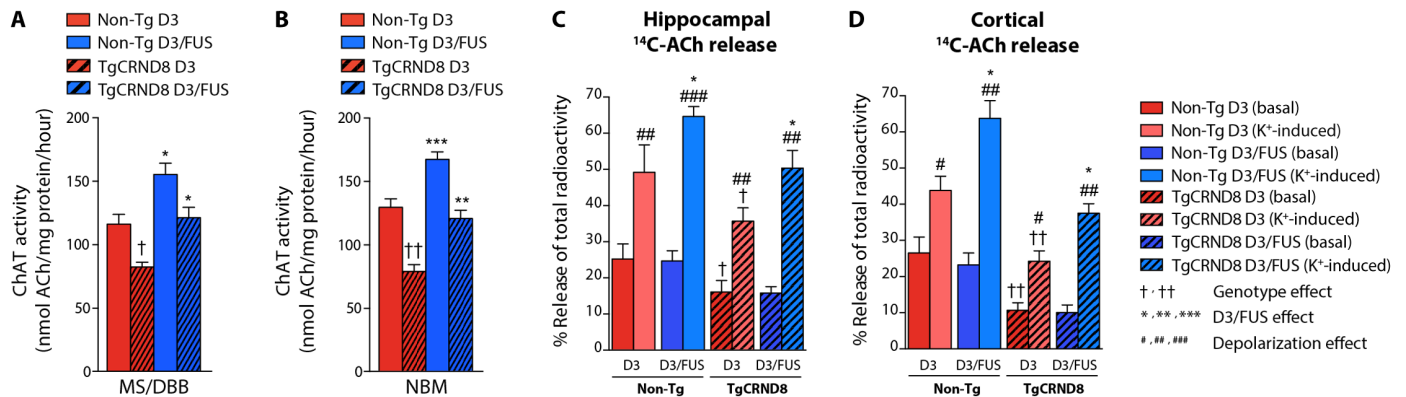 A
Non-Tg D3
Non-Tg D3/FUS
TgCRND8 D3
TgCRND8 D3/FUS
ChAT activity
(nmol ACh/mg protein/hour)
200
150
100
50
0
†
*
*
MS/DBB
B
Non-Tg D3
Non-Tg D3/FUS
TgCRND8 D3
TgCRND8 D3/FUS
ChAT activity
(nmol ACh/mg protein/hour)
200
150
100
50
0
††
***
**
NBM
C
Hippocampal
¹⁴C-ACh release
% Release of total radioactivity
70
60
50
40
30
20
10
0
##
*
###
†
##
†
*
##
D3 D3/FUS D3 D3/FUS
Non-Tg TgCRND8
D
Cortical
¹⁴C-ACh release
% Release of total radioactivity
70
60
50
40
30
20
10
0
#
*
##
††
#
††
*
##
D3 D3/FUS D3 D3/FUS
Non-Tg TgCRND8
Non-Tg D3 (basal)
Non-Tg D3 (K⁺-induced)
Non-Tg D3/FUS (basal)
Non-Tg D3/FUS (K⁺-induced)
TgCRND8 D3 (basal)
TgCRND8 D3 (K⁺-induced)
TgCRND8 D3/FUS (basal)
TgCRND8 D3/FUS (K⁺-induced)
†,†† Genotype effect
*,**,*** D3/FUS effect
#,##,### Depolarization effect